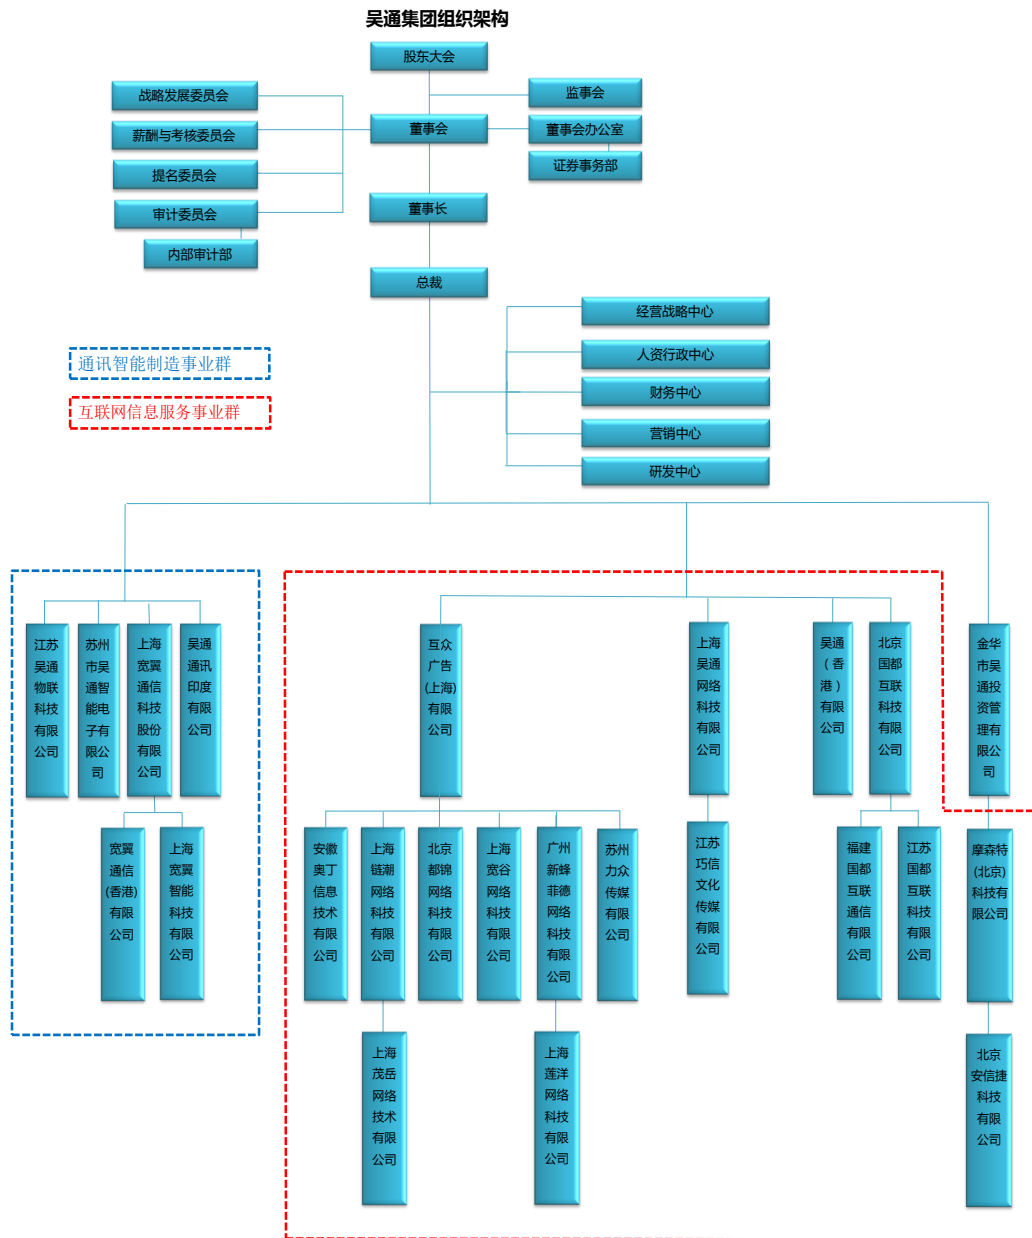 吴通集团组织架构
股东大会
战略发展委员会
监事会
薪酬与考核委员会
董事会
董事会办公室
提名委员会
证券事务部
审计委员会
董事长
内部审计部
总裁
经营战略中心
通讯智能制造事业群
人资行政中心
互联网信息服务事业群
财务中心
营销中心
研发中心
江苏
吴通
物联
科技
有限
公司
苏州
市吴
通智
能电
子有
限公
司
上海
宽翼
通信
科技
股份
有限
公司
吴通
通讯
印度
有限
公司
互众
广告
(上海)
有限
公司
上海
吴通
网络
科技
有限
公司
吴通
（香
港）
有限
公司
北京
国都
互联
科技
有限
公司
金华
市吴
通投
资管
理有
限公
司
宽翼
通信
(香港)
有限
公司
上海
宽翼
智能
科技
有限
公司
安徽
奥丁
信息
技术
有限
公司
上海
链潮
网络
科技
有限
公司
北京
都锦
网络
科技
有限
公司
上海
宽谷
网络
科技
有限
公司
广州
新蜂
菲德
网络
科技
有限
公司
苏州
力众
传媒
有限
公司
江苏
巧信
文化
传媒
有限
公司
福建
国都
互联
通信
有限
公司
江苏
国都
互联
科技
有限
公司
摩森特
(北京)
科技有
限公司
上海
茂岳
网络
技术
有限
公司
上海
莲洋
网络
科技
有限
公司
北京
安信捷
科技
有限
公司